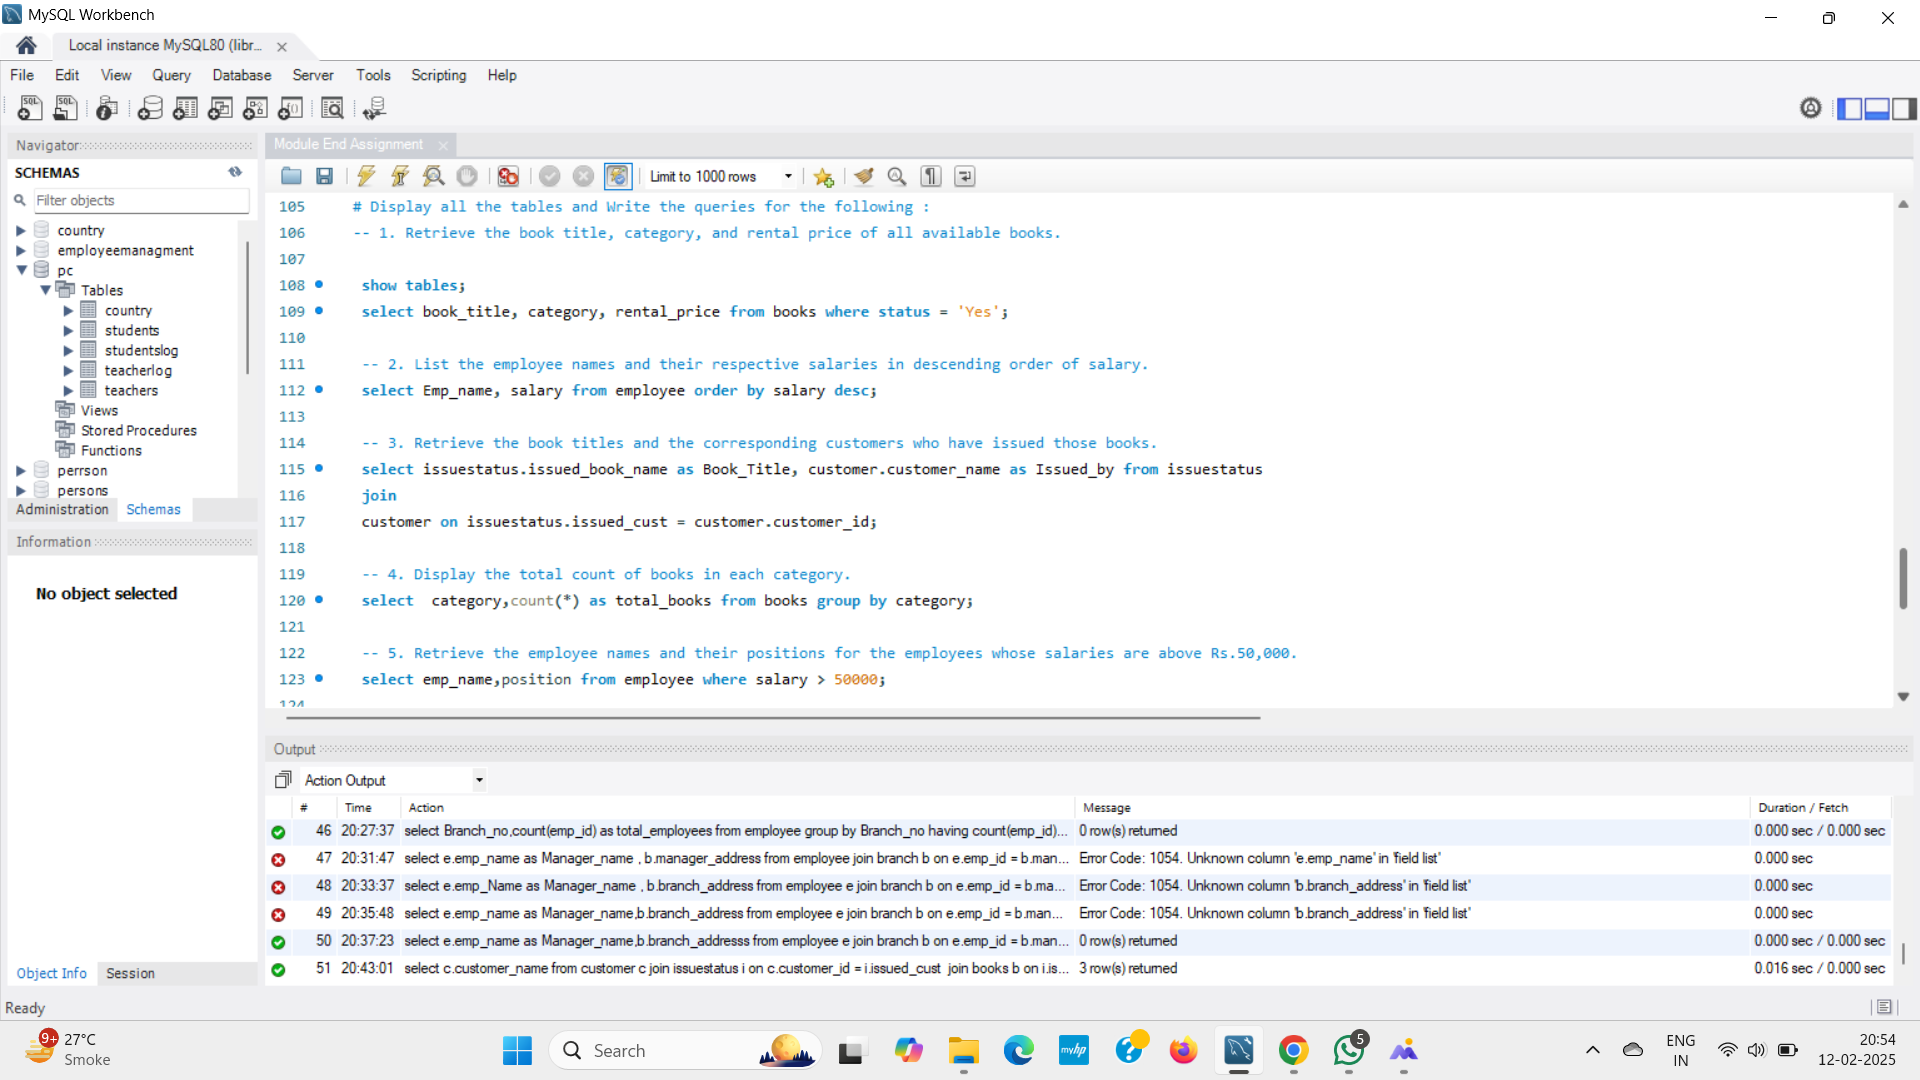 MySQL Workbench
Local instance MySQL80 (libr...
File Edit View Query Database Server Tools Scripting Help
Navigator
Module End Assignment
SCHEMAS
Limit to 1000 rows
Filter objects
country
employeemanagment
pc
Tables
country
students
studentslog
teacherlog
teachers
Views
Stored Procedures
Functions
perrson
persons
Administration Schemas
Information
No object selected
Object Info Session
105 # Display all the tables and Write the queries for the following :
106 -- 1. Retrieve the book title, category, and rental price of all available books.
107
108 show tables;
109 select book_title, category, rental_price from books where status = 'Yes';
110
111 -- 2. List the employee names and their respective salaries in descending order of salary.
112 select Emp_name, salary from employee order by salary desc;
113
114 -- 3. Retrieve the book titles and the corresponding customers who have issued those books.
115 select issuestatus.issued_book_name as Book_Title, customer.customer_name as Issued_by from issuestatus
116 join
117 customer on issuestatus.issued_cust = customer.customer_id;
118
119 -- 4. Display the total count of books in each category.
120 select  category,count(*) as total_books from books group by category;
121
122 -- 5. Retrieve the employee names and their positions for the employees whose salaries are above Rs.50,000.
123 select emp_name,position from employee where salary > 50000;
124
Output
Action Output
# Time Action Message Duration / Fetch
46 20:27:37 select Branch_no,count(emp_id) as total_employees from employee group by Branch_no having count(emp_id)... 0 row(s) returned 0.000 sec / 0.000 sec
47 20:31:47 select e.emp_name as Manager_name , b.manager_address from employee join branch b on e.emp_id = b.man... Error Code: 1054. Unknown column 'e.emp_name' in 'field list' 0.000 sec
48 20:33:37 select e.emp_Name as Manager_name , b.branch_address from employee e join branch b on e.emp_id = b.ma... Error Code: 1054. Unknown column 'b.branch_address' in 'field list' 0.000 sec
49 20:35:48 select e.emp_name as Manager_name,b.branch_address from employee e join branch b on e.emp_id = b.man... Error Code: 1054. Unknown column 'b.branch_address' in 'field list' 0.000 sec
50 20:37:23 select e.emp_name as Manager_name,b.branch_addresss from employee e join branch b on e.emp_id = b.man... 0 row(s) returned 0.000 sec / 0.000 sec
51 20:43:01 select c.customer_name from customer c join issuestatus i on c.customer_id = i.issued_cust  join books b on i.is... 3 row(s) returned 0.016 sec / 0.000 sec
Ready
9+ 27°C
Smoke
Search
myhp
5
ENG
IN
20:54
12-02-2025